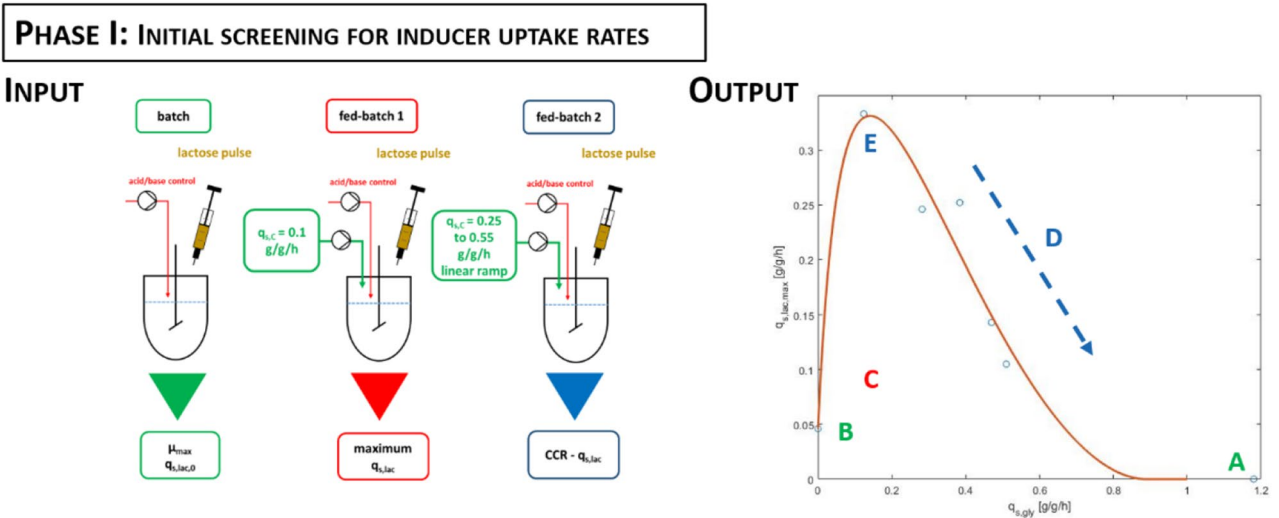 PHASE I: INITIAL SCREENING FOR INDUCER UPTAKE RATES
INPUT
batch
fed-batch 1
fed-batch 2
lactose pulse
lactose pulse
lactose pulse
acid/base control
acid/base control
acid/base control
qs,C = 0.1
g/g/h
qs,C = 0.25
to 0.55
g/g/h
linear ramp
μmax
qs,lac,0
maximum
qs,lac
CCR - qs,lac
OUTPUT
qs,lac,max [g/g/h]
0.3
0.25
0.2
0.15
0.1
0.05
0
E
D
C
B
A
0
0.2
0.4
0.6
0.8
1
1.2
qs,gly [g/g/h]